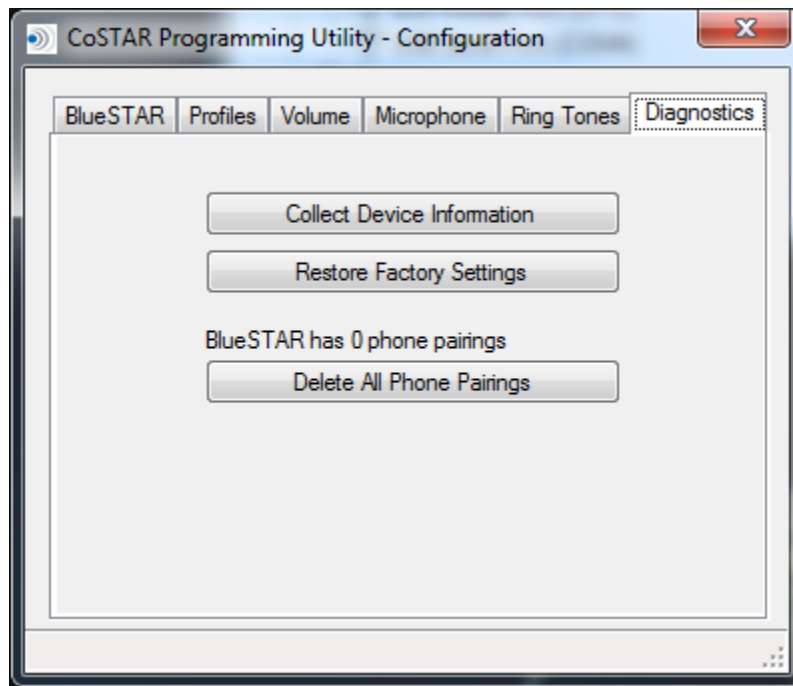 CoSTAR Programming Utility - Configuration
BlueSTAR Profiles Volume Microphone Ring Tones Diagnostics
Collect Device Information
Restore Factory Settings
BlueSTAR has 0 phone pairings
Delete All Phone Pairings